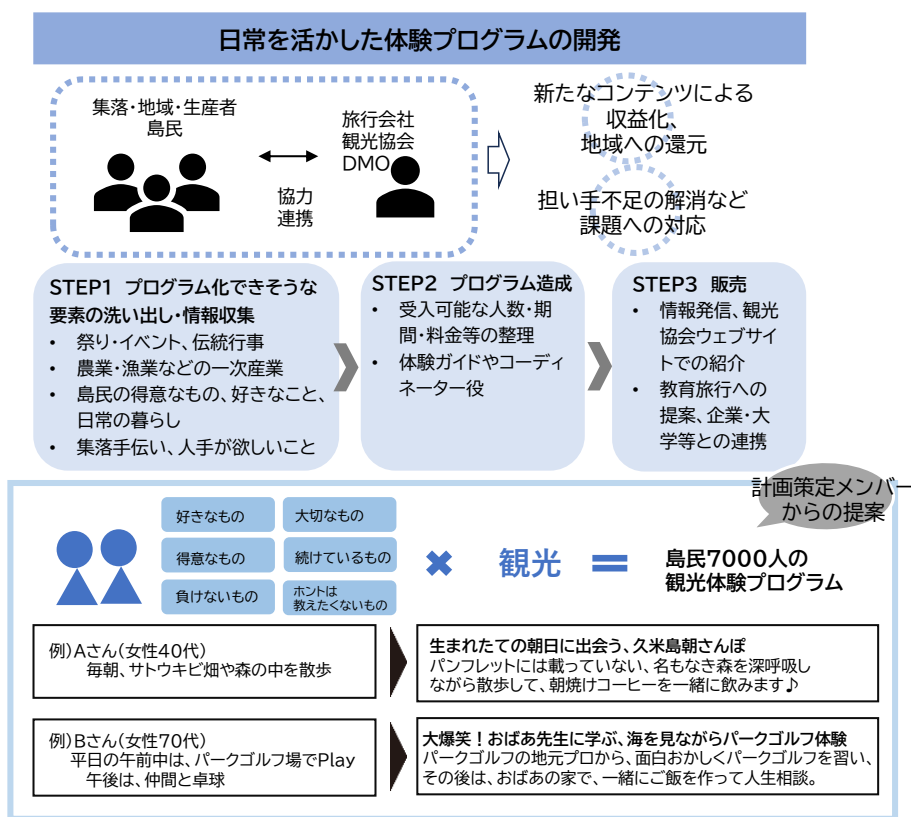 日常を活かした体験プログラムの開発
集落・地域・生産者
島民
協力
連携
旅行会社
観光協会
DMO
新たなコンテンツによる
収益化、
地域への還元
担い手不足の解消など
課題への対応
STEP1 プログラム化できそうな
要素の洗い出し・情報収集
• 祭り・イベント、伝統行事
• 農業・漁業などの一次産業
• 島民の得意なもの、好きなこと、
日常の暮らし
• 集落手伝い、人手が欲しいこと
STEP2 プログラム造成
• 受入可能な人数・期
間・料金等の整理
• 体験ガイドやコーディ
ネーター役
STEP3 販売
• 情報発信、観光
協会ウェブサイ
トでの紹介
• 教育旅行への
提案、企業・大
学等との連携
計画策定メンバー
からの提案
好きなもの
大切なもの
得意なもの
続けているもの
負けないもの
ホントは
教えたくないもの
✖ 観光 =
島民7000人の
観光体験プログラム
例)Aさん(女性40代)
毎朝、サトウキビ畑や森の中を散歩
生まれたての朝日に出会う、久米島朝さんぽ
パンフレットには載っていない、名もなき森を深呼吸し
ながら散歩して、朝焼けコーヒーを一緒に飲みます♪
例)Bさん(女性70代)
平日の午前中は、パークゴルフ場でPlay
午後は、仲間と卓球
大爆笑！おばあ先生に学ぶ、海を見ながらパークゴルフ体験
パークゴルフの地元プロから、面白おかしくパークゴルフを習い、
その後は、おばあの家で、一緒にご飯を作って人生相談。